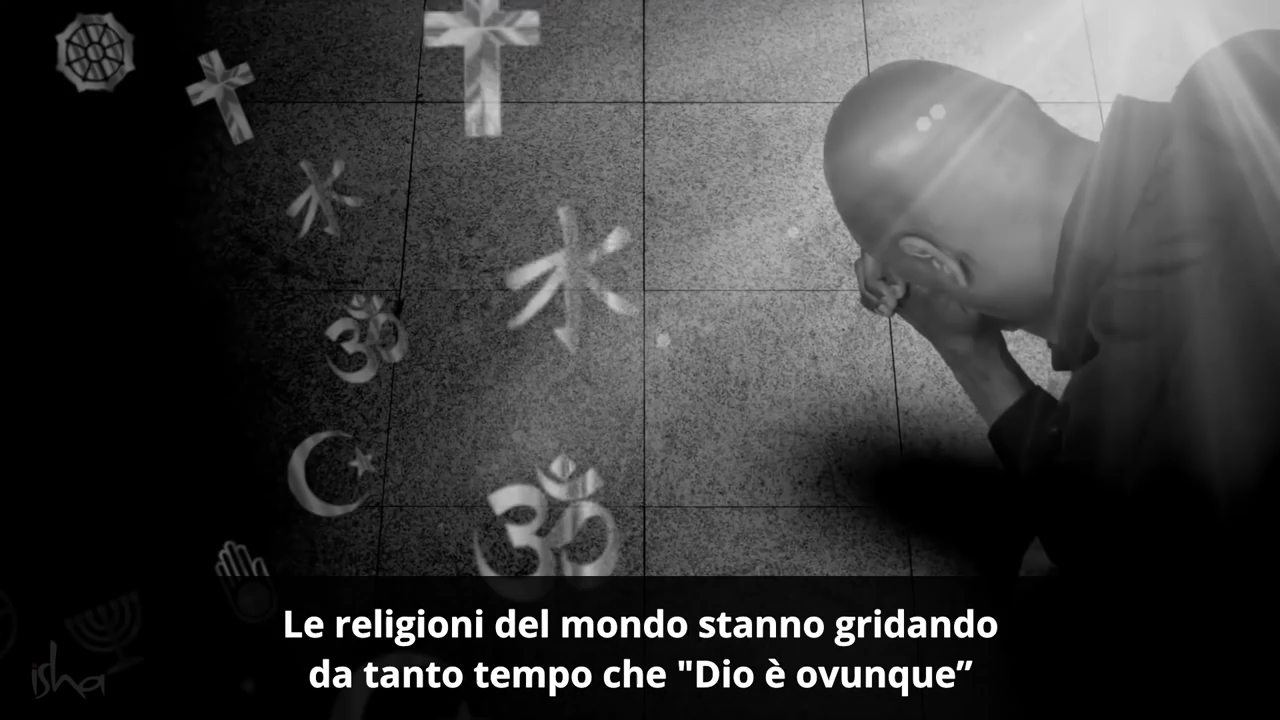 Le religioni del mondo stanno gridando
da tanto tempo che "Dio è ovunque”
isha